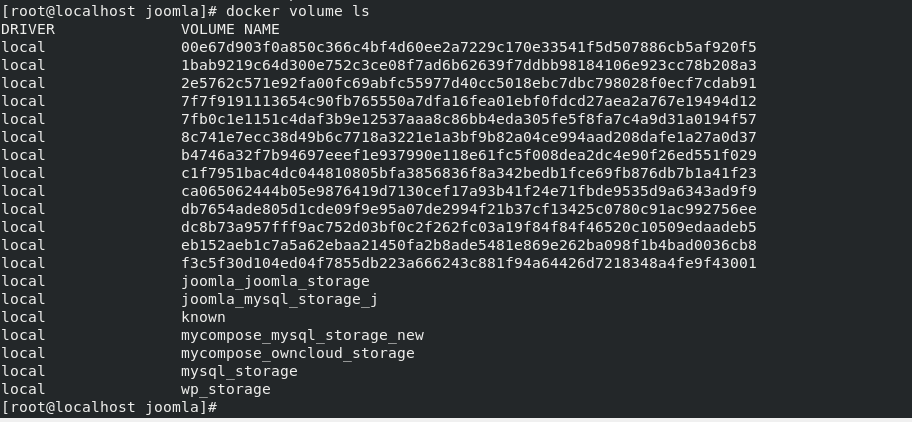 [root@localhost joomla]# docker volume ls
DRIVER              VOLUME NAME
local               00e67d903f0a850c366c4bf4d60ee2a7229c170e33541f5d507886cb5af920f5
local               1bab9219c64d300e752c3ce08f7ad6b62639f7ddbb98184106e923cc78b208a3
local               2e5762c571e92fa00fc69abfc55977d40cc5018ebc7dbc798028f0ecf7cdab91
local               7f7f9191113654c90fb765550a7dfa16fea01ebf0fdcd27aea2a767e19494d12
local               7fb0c1e1151c4daf3b9e12537aaa8c86bb4eda305fe5f8fa7c4a9d31a0194f57
local               8c741e7ecc38d49b6c7718a3221e1a3bf9b82a04ce994aad208dafe1a27a0d37
local               b4746a32f7b94697eeef1e937990e118e61fc5f008dea2dc4e90f26ed551f029
local               c1f7951bac4dc044810805bfa3856836f8a342bedb1fce69fb876db7b1a41f23
local               ca065062444b05e9876419d7130cef17a93b41f24e71fbde9535d9a6343ad9f9
local               db7654ade805d1cde09f9e95a07de2994f21b37cf13425c0780c91ac992756ee
local               dc8b73a957fff9ac752d03bf0c2f262fc03a19f84f84f46520c10509edaadeb5
local               eb152aeb1c7a5a62ebaa21450fa2b8ade5481e869e262ba098f1b4bad0036cb8
local               f3c5f30d104ed04f7855db223a666243c881f94a64426d7218348a4fe9f43001
local               joomla_joomla_storage
local               joomla_mysql_storage_j
local               known
local               mycompose_mysql_storage_new
local               mycompose_owncloud_storage
local               mysql_storage
local               wp_storage
[root@localhost joomla]#